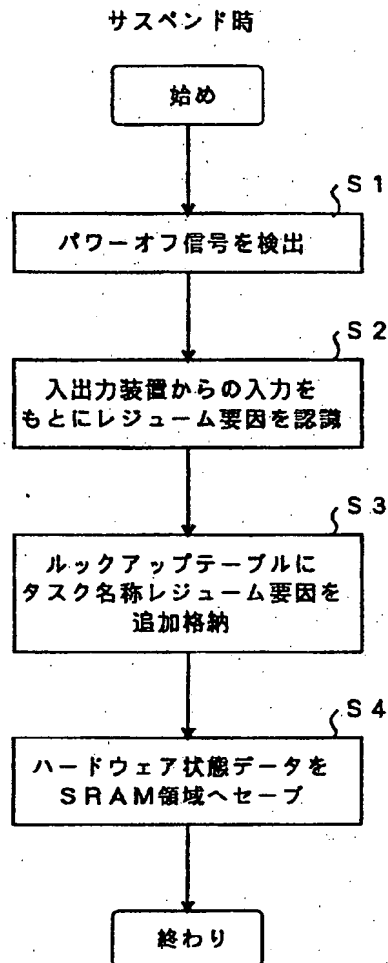 サスペンド時
始め
S1
パワーオフ信号を検出
S2
入出力装置からの入力を
もとにレジューム要因を認識
S3
ルックアップテーブルに
タスク名称レジューム要因を
追加格納
S4
ハードウェア状態データを
SRAM領域へセーブ
終わり